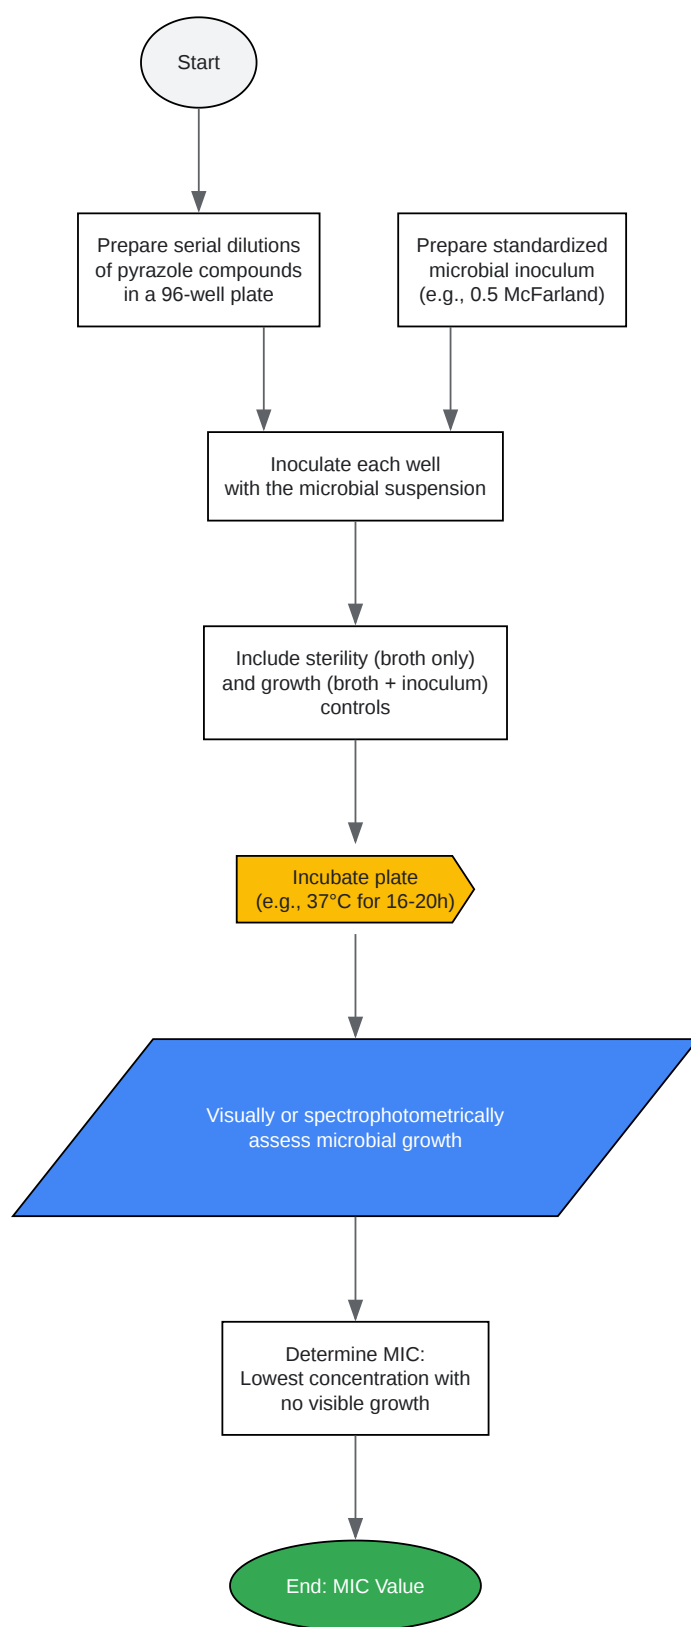 Start
Prepare serial dilutions
of pyrazole compounds
in a 96-well plate
Prepare standardized
microbial inoculum
(e.g., 0.5 McFarland)
Inoculate each well
with the microbial suspension
Include sterility (broth only)
and growth (broth + inoculum)
controls
Incubate plate
(e.g., 37°C for 16-20h)
Visually or spectrophotometrically
assess microbial growth
Determine MIC:
Lowest concentration with
no visible growth
End: MIC Value